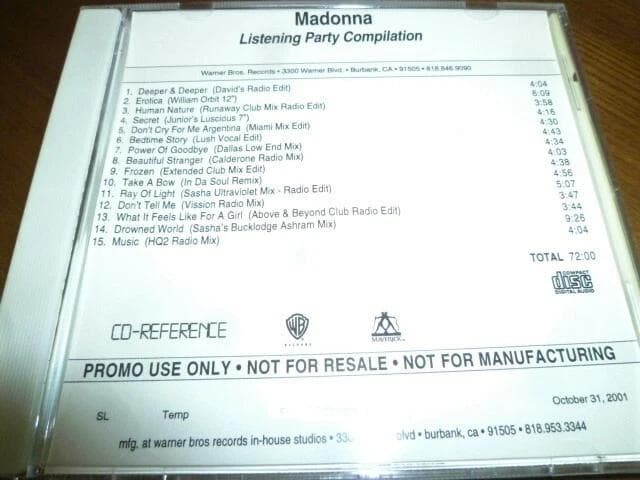 Madonna
Listening Party Compilation
Warner Bros. Records • 3300 Warner Blvd. • Burbank, CA • 91505 • 818.846.9090
1. Deeper & Deeper (David's Radio Edit) 4:04
2. Erotica (William Orbit 12") 6:09
3. Human Nature (Runaway Club Mix Radio Edit) 3:58
4. Secret (Junior's Luscious 7") 4:16
5. Don't Cry For Me Argentina (Miami Mix Edit) 4:30
6. Bedtime Story (Lush Vocal Edit) 4:43
7. Power Of Goodbye (Dallas Low End Mix) 4:34
8. Beautiful Stranger (Calderone Radio Mix) 4:03
9. Frozen (Extended Club Mix Edit) 4:38
10. Take A Bow (In Da Soul Remix) 4:56
11. Ray Of Light (Sasha Ultraviolet Mix - Radio Edit) 5:07
12. Don't Tell Me (Vission Radio Mix) 3:47
13. What It Feels Like For A Girl (Above & Beyond Club Radio Edit) 3:44
14. Drowned World (Sasha's Bucklodge Ashram Mix) 9:26
15. Music (HQ2 Radio Mix) 4:04
TOTAL 72:00
COMPACT
disc
DIGITAL AUDIO
CD-REFERENCE
WB
RECORDS
MAVERICK
PROMO USE ONLY • NOT FOR RESALE • NOT FOR MANUFACTURING
October 31, 2001
SL Temp
mfg. at warner bros records in-house studios • 330 blvd • burbank, ca • 91505 • 818.953.3344